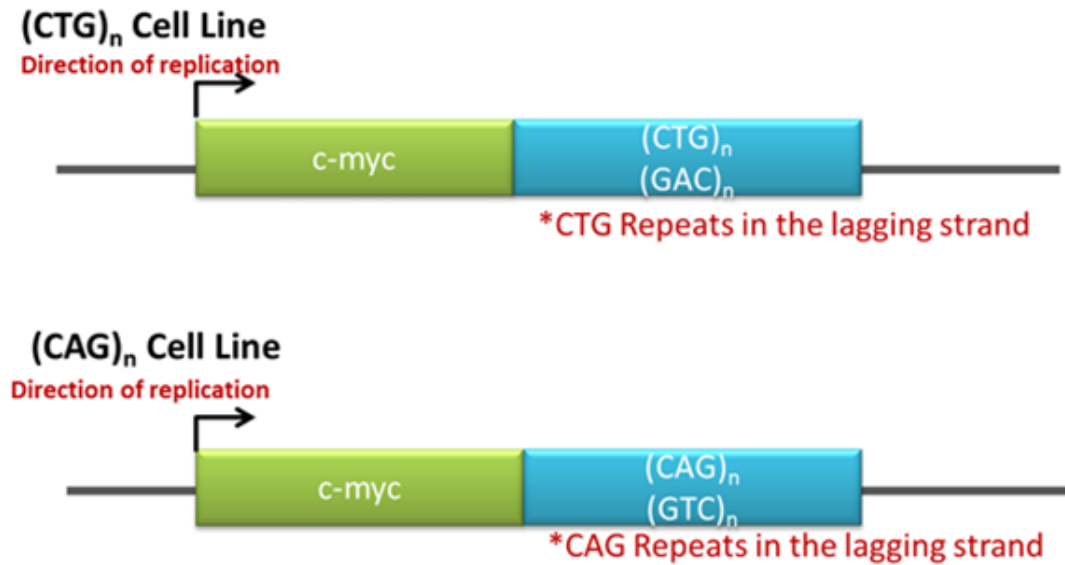 (CTG)n Cell Line
Direction of replication
c-myc
(CTG)n
(GAC)n
*CTG Repeats in the lagging strand
(CAG)n Cell Line
Direction of replication
c-myc
(CAG)n
(GTC)n
*CAG Repeats in the lagging strand